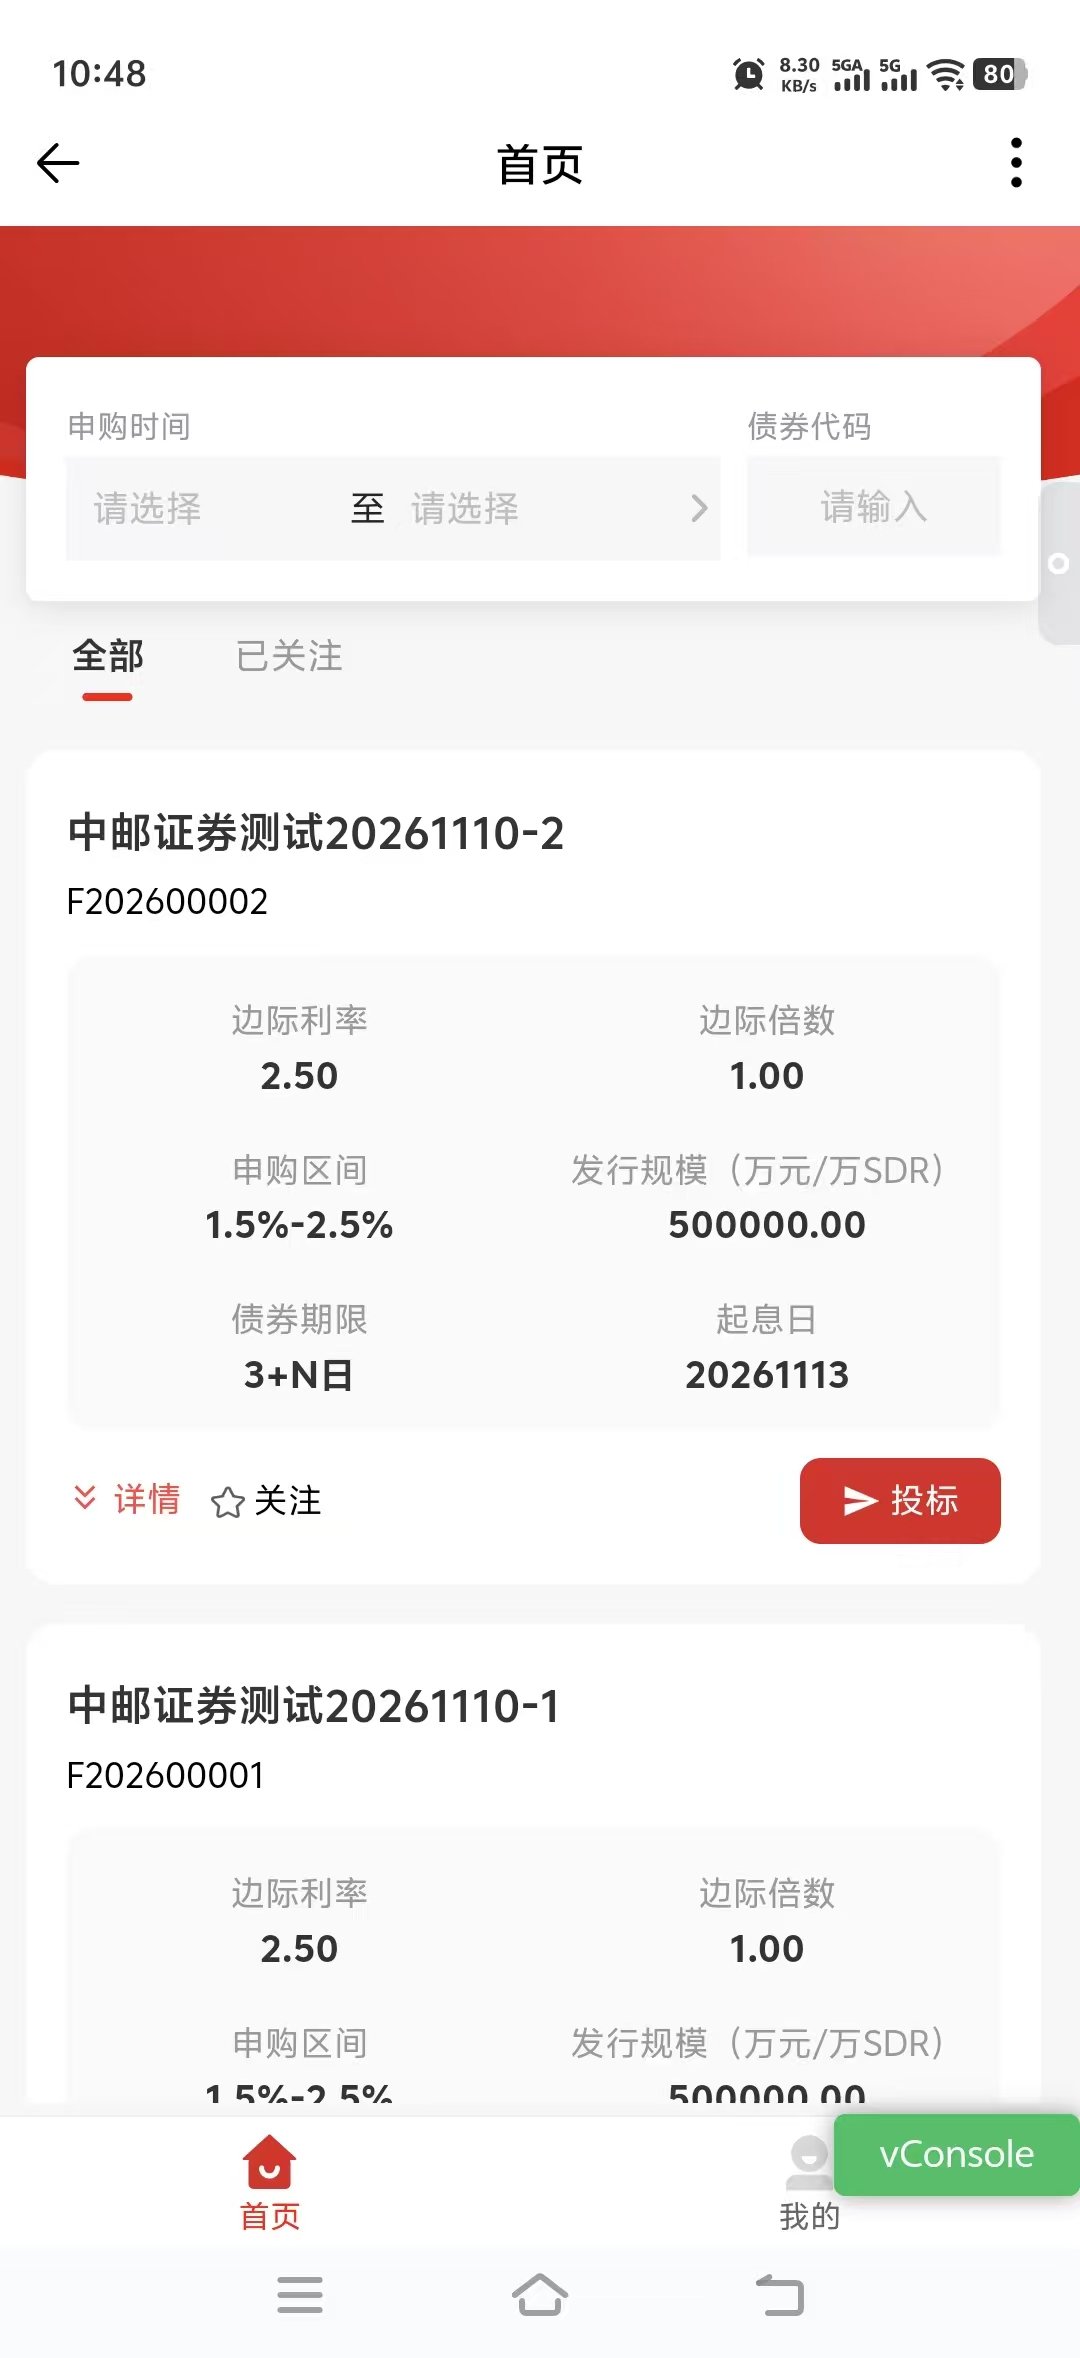 10:48
8.30 KB/s 5GA 5G 80
首页
申购时间 债券代码
请选择 至 请选择 请输入
全部 已关注
中邮证券测试20261110-2
F202600002
边际利率 边际倍数
2.50 1.00
申购区间 发行规模（万元/万SDR）
1.5%-2.5% 500000.00
债券期限 起息日
3+N日 20261113
详情 关注 投标
中邮证券测试20261110-1
F202600001
边际利率 边际倍数
2.50 1.00
申购区间 发行规模（万元/万SDR）
1.5%-2.5% 500000.00
vConsole
首页 我的